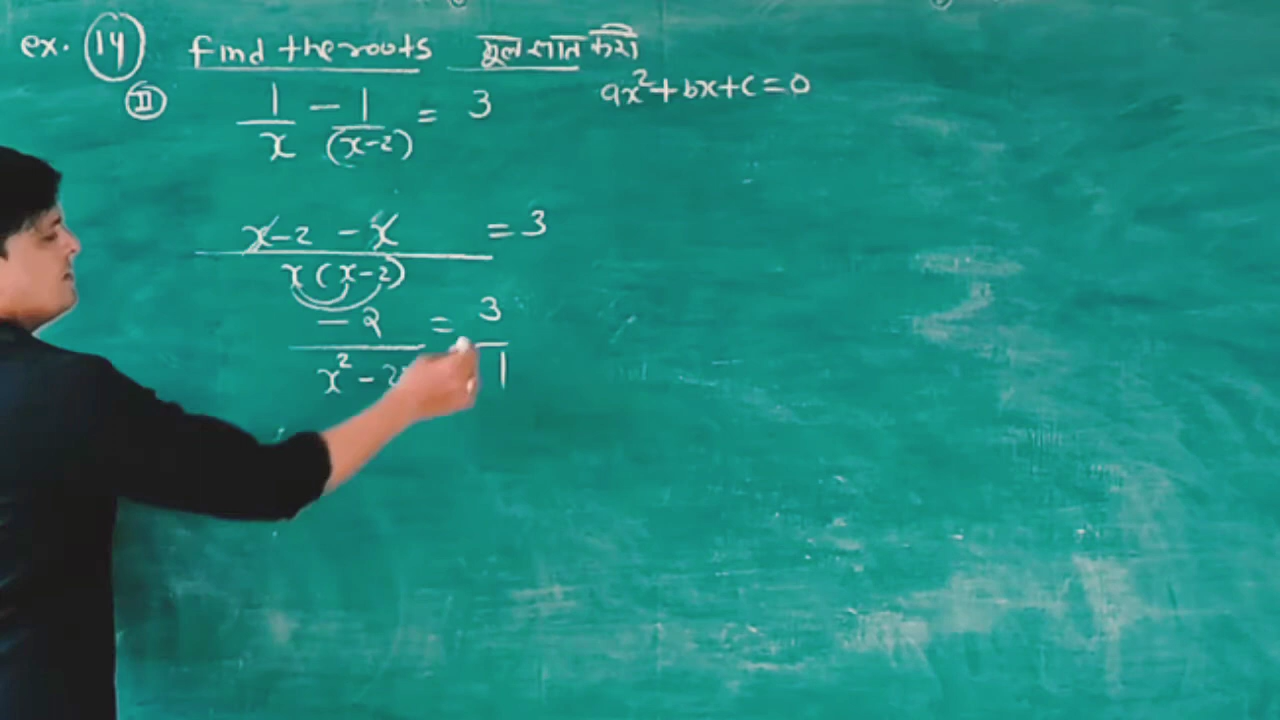 ex. (14) find the roots मूल ज्ञात करो
(II) 1/x - 1/(x-2) = 3
ax²+bx+c=0
x-2 - x / x(x-2) = 3
-2 / x² - 2 = 3 / 1